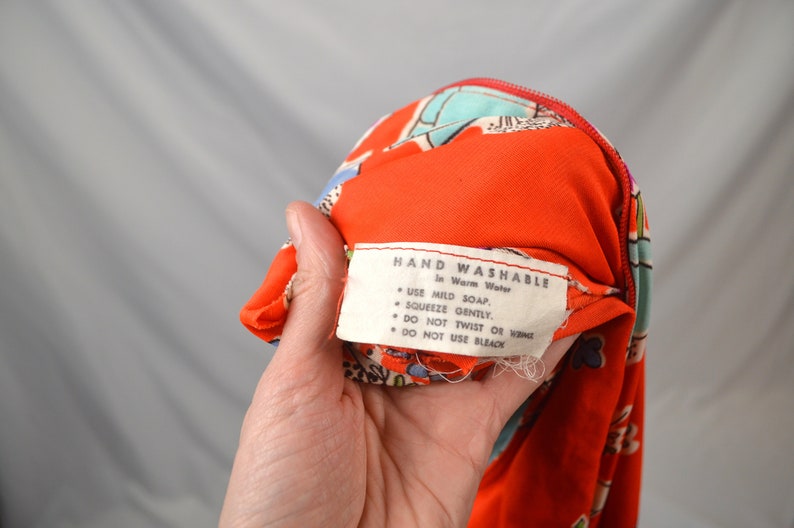 HAND WASHABLE
In Warm Water
• USE MILD SOAP.
• SQUEEZE GENTLY.
• DO NOT TWIST OR WRING
• DO NOT USE BLEACH.